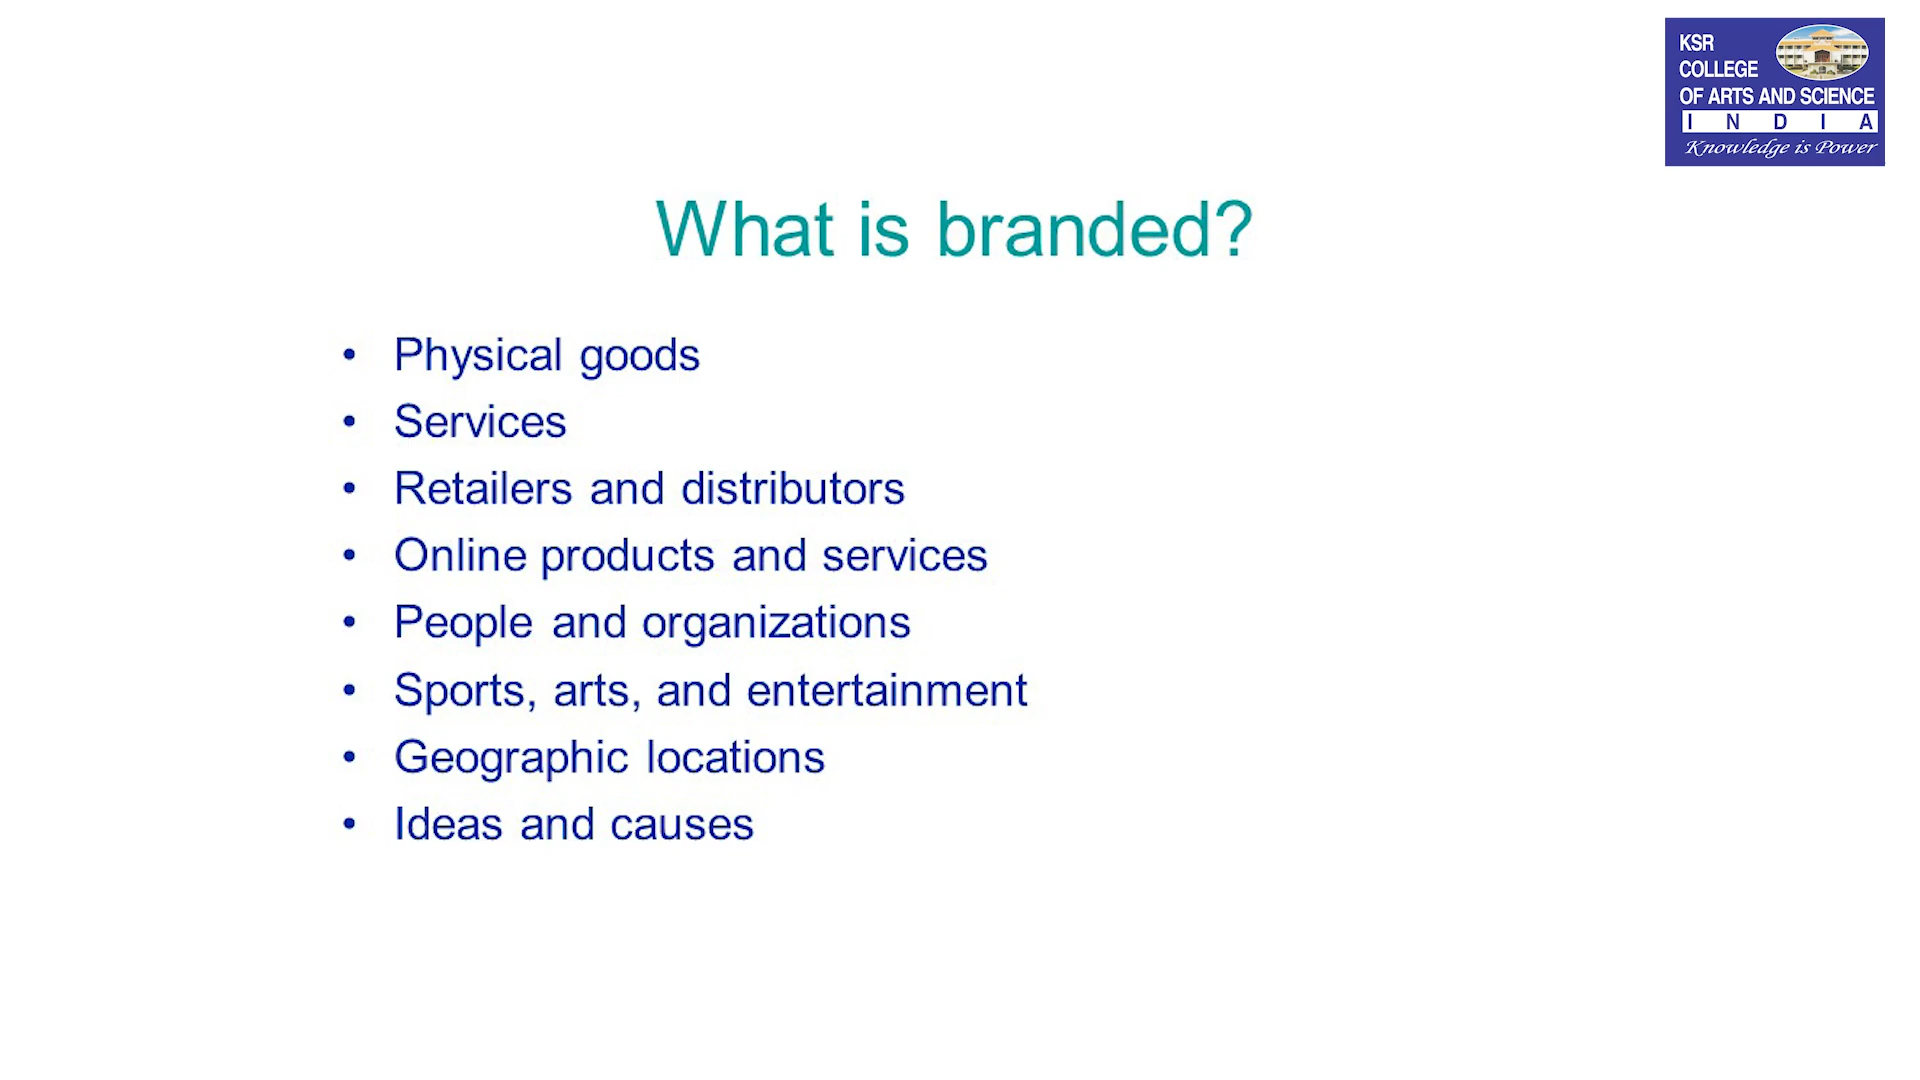 KSR
COLLEGE
OF ARTS AND SCIENCE
I N D I A
Knowledge is Power
What is branded?
• Physical goods
• Services
• Retailers and distributors
• Online products and services
• People and organizations
• Sports, arts, and entertainment
• Geographic locations
• Ideas and causes